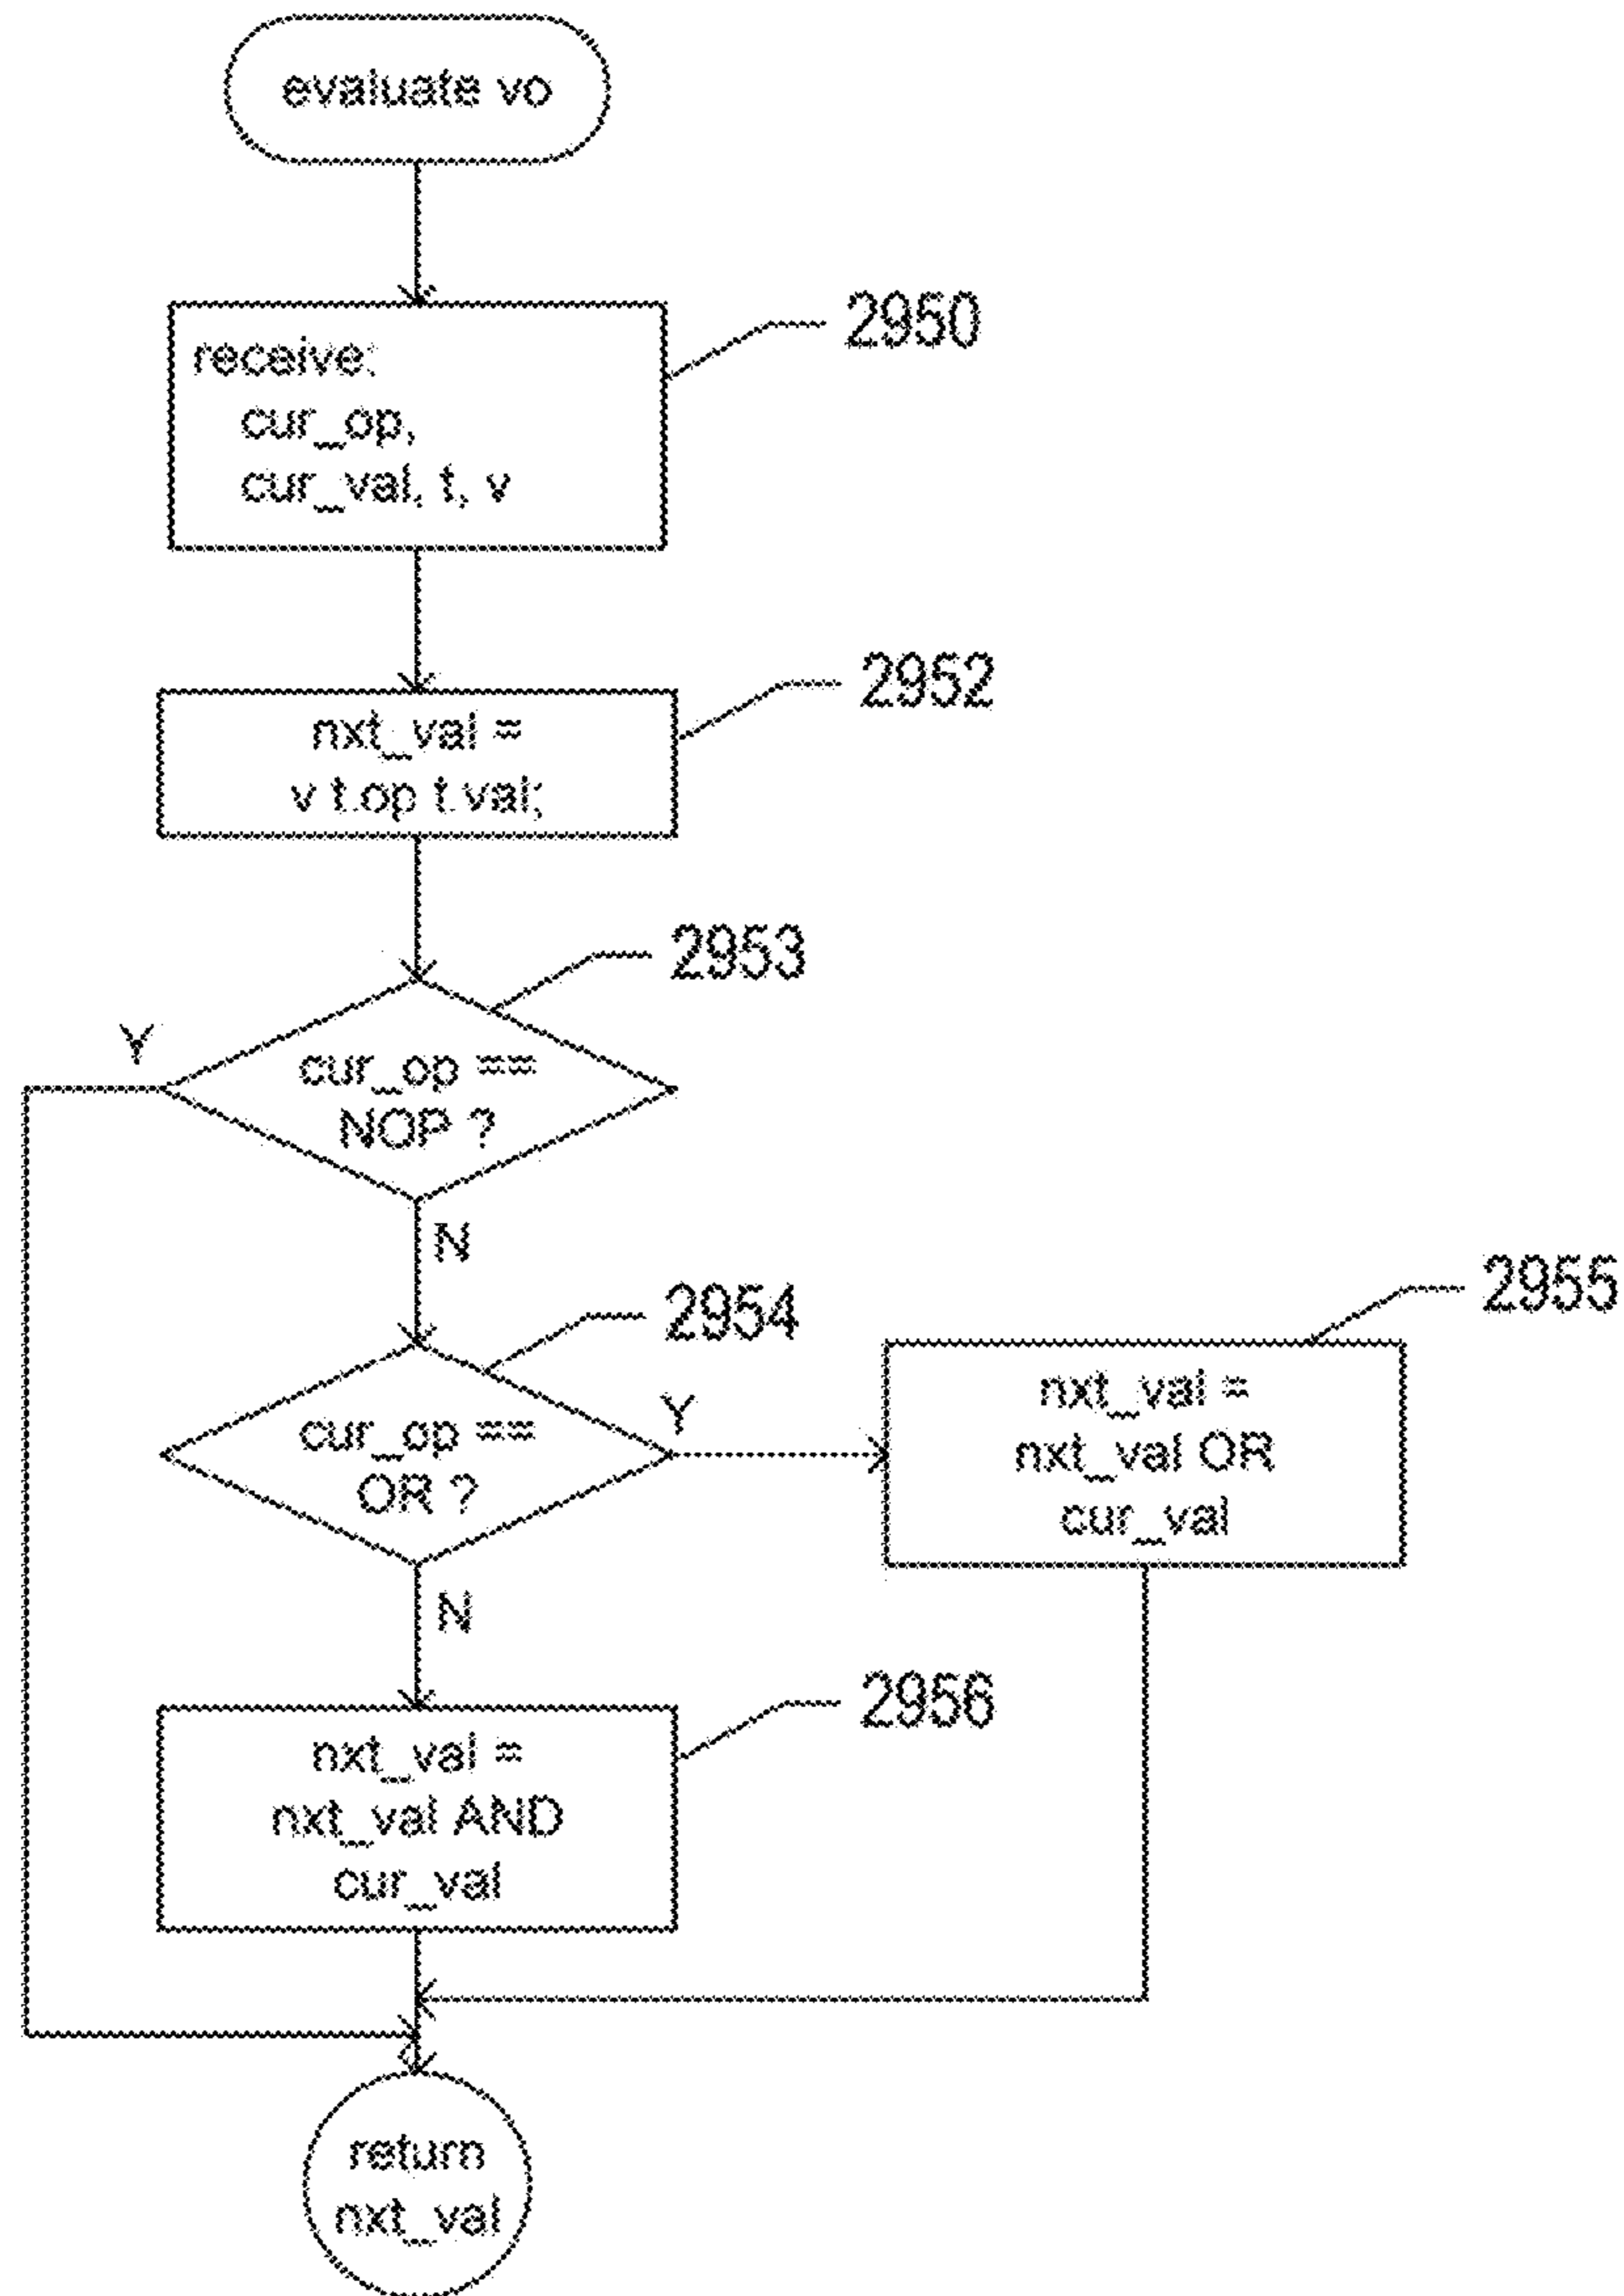 evaluate vo
receive:
cur_op,
cur_val, t, v
2950
nxt_val =
v t.op t.val;
2952
2953
Y
cur_op ==
NOP ?
N
2954
cur_op ==
OR ?
Y
2955
nxt_val =
nxt_val OR
cur_val
N
2956
nxt_val =
nxt_val AND
cur_val
return
nxt_val